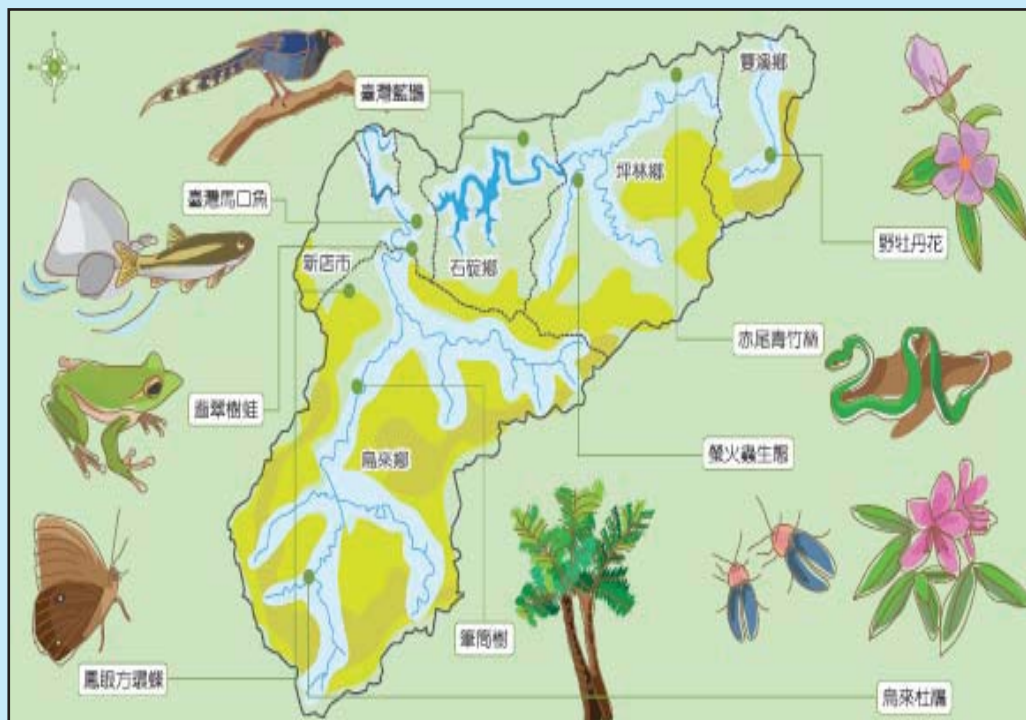 臺灣藍鵲
雙溪鄉
坪林鄉
臺灣馬口魚
野牡丹花
新店市
石碇鄉
赤尾青竹絲
翡翠樹蛙
螢火蟲生態
烏來鄉
筆筒樹
鳳眼方環蝶
烏來杜鵑